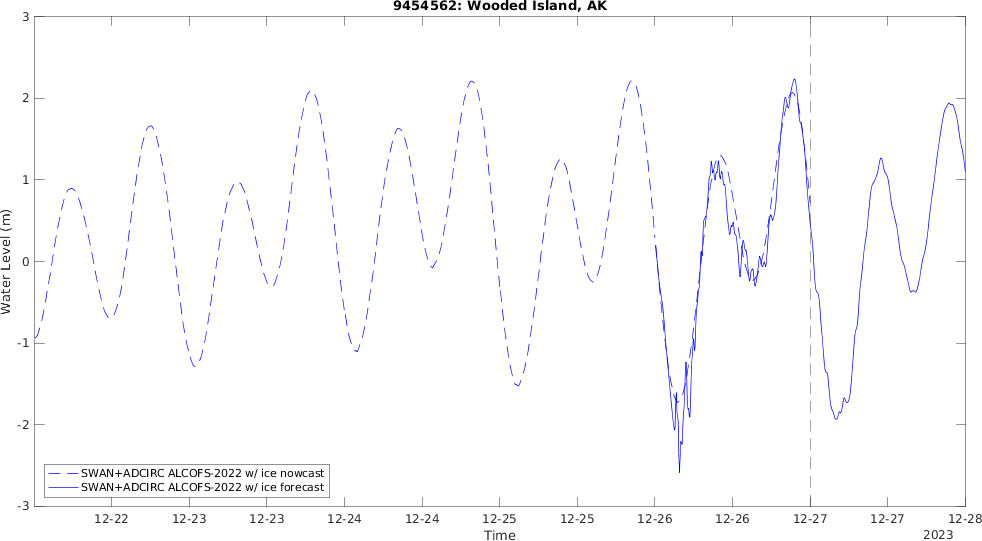 9454562: Wooded Island, AK
3
2
1
0
-1
-2
-3
Water Level (m)
SWAN+ADCIRC ALCOFS-2022 w/ ice nowcast
SWAN+ADCIRC ALCOFS-2022 w/ ice forecast
12-22 12-23 12-23 12-24 12-24 12-25 12-25 12-26 12-26 12-27 12-27 12-28
Time
2023